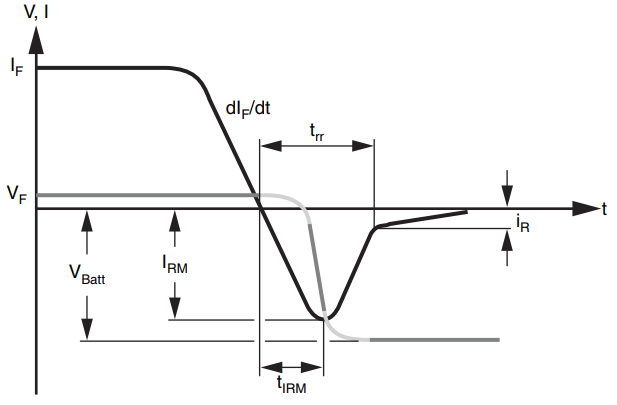 V, I
I_F
dI_F/dt
t_rr
V_F
t
i_R
I_RM
V_Batt
t_IRM